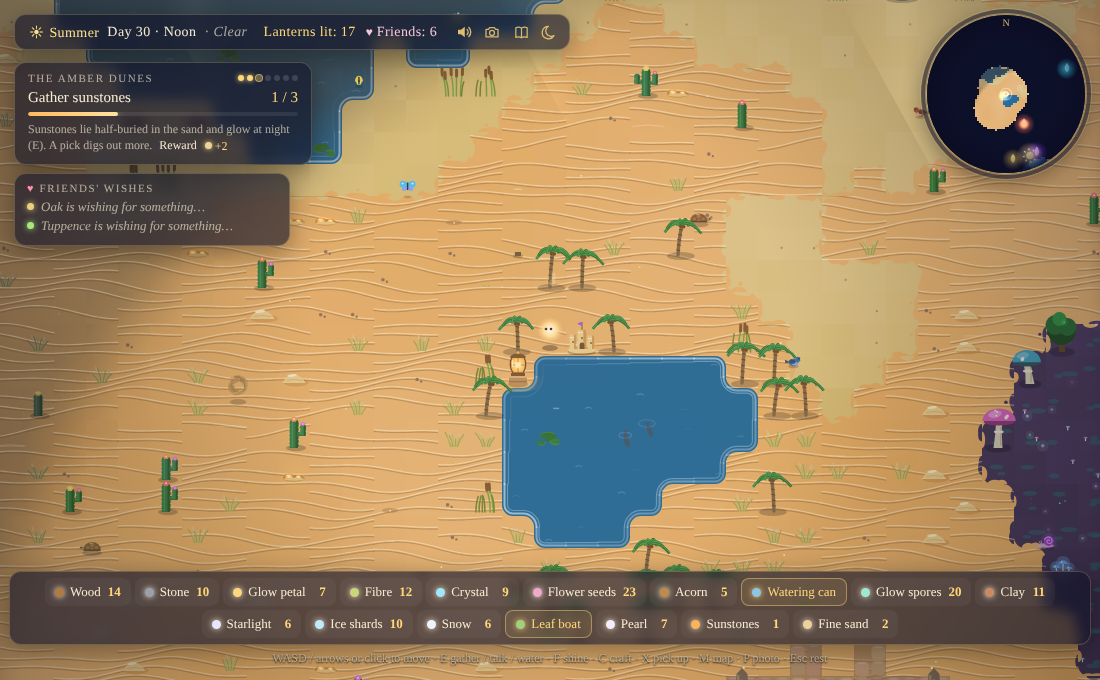 Summer Day 30 · Noon · Clear Lanterns lit: 17 ♥ Friends: 6
N
THE AMBER DUNES
Gather sunstones 1 / 3
Sunstones lie half-buried in the sand and glow at night
(E). A pick digs out more. Reward +2
♥ FRIENDS' WISHES
Oak is wishing for something…
Tuppence is wishing for something…
Wood 14 Stone 10 Glow petal 7 Fibre 12 Crystal 9 Flower seeds 23 Acorn 5 Watering can Glow spores 20 Clay 11
Starlight 6 Ice shards 10 Snow 6 Leaf boat Pearl 7 Sunstones 1 Fine sand 2
WASD / arrows or click to move · E gather / talk / water · F shine · C craft · X pick up · M map · P photo · Esc rest